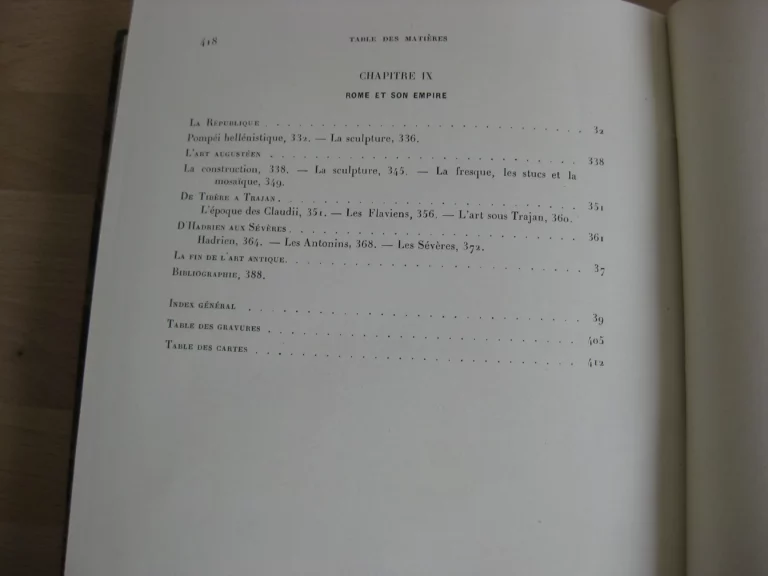 418 TABLE DES MATIÈRES
CHAPITRE IX
ROME ET SON EMPIRE
LA RÉPUBLIQUE . . . . . . . . . . . . . . . . . . . . . . . . . 32
Pompéi hellénistique, 332. — La sculpture, 336.
L'ART AUGUSTÉEN . . . . . . . . . . . . . . . . . . . . . . . . 338
La construction, 338. — La sculpture, 345. — La fresque, les stucs et la
mosaïque, 349.
DE TIBÈRE A TRAJAN . . . . . . . . . . . . . . . . . . . . . . . 351
L'époque des Claudii, 351. — Les Flaviens, 356. — L'art sous Trajan, 360.
D'HADRIEN AUX SÉVÈRES . . . . . . . . . . . . . . . . . . . . . . 361
Hadrien, 364. — Les Antonins, 368. — Les Sévères, 372.
LA FIN DE L'ART ANTIQUE . . . . . . . . . . . . . . . . . . . . . 37
BIBLIOGRAPHIE, 388.
INDEX GÉNÉRAL . . . . . . . . . . . . . . . . . . . . . . . . . 39
TABLE DES GRAVURES . . . . . . . . . . . . . . . . . . . . . . . 405
TABLE DES CARTES . . . . . . . . . . . . . . . . . . . . . . . . 412